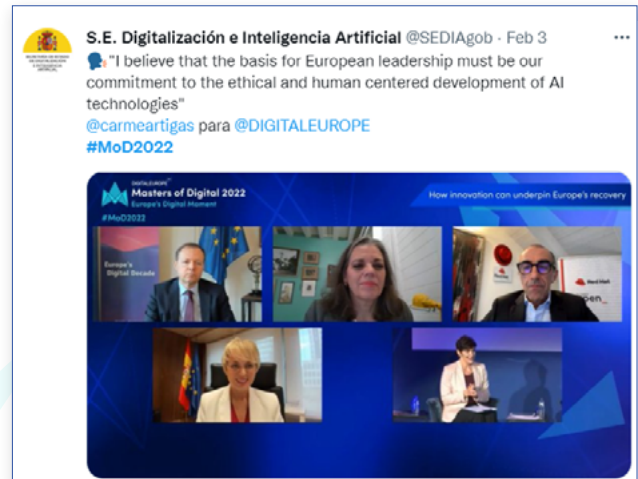 S.E. Digitalización e Inteligencia Artificial @SEDIAgob · Feb 3
"I believe that the basis for European leadership must be our
commitment to the ethical and human centered development of AI
technologies"
@carmeartigas para @DIGITALEUROPE
#MoD2022
DIGITALEUROPE
Masters of Digital 2022
Europe's Digital Moment
#MoD2022
How innovation can underpin Europe's recovery
Europe's
Digital Decade
Red Hat